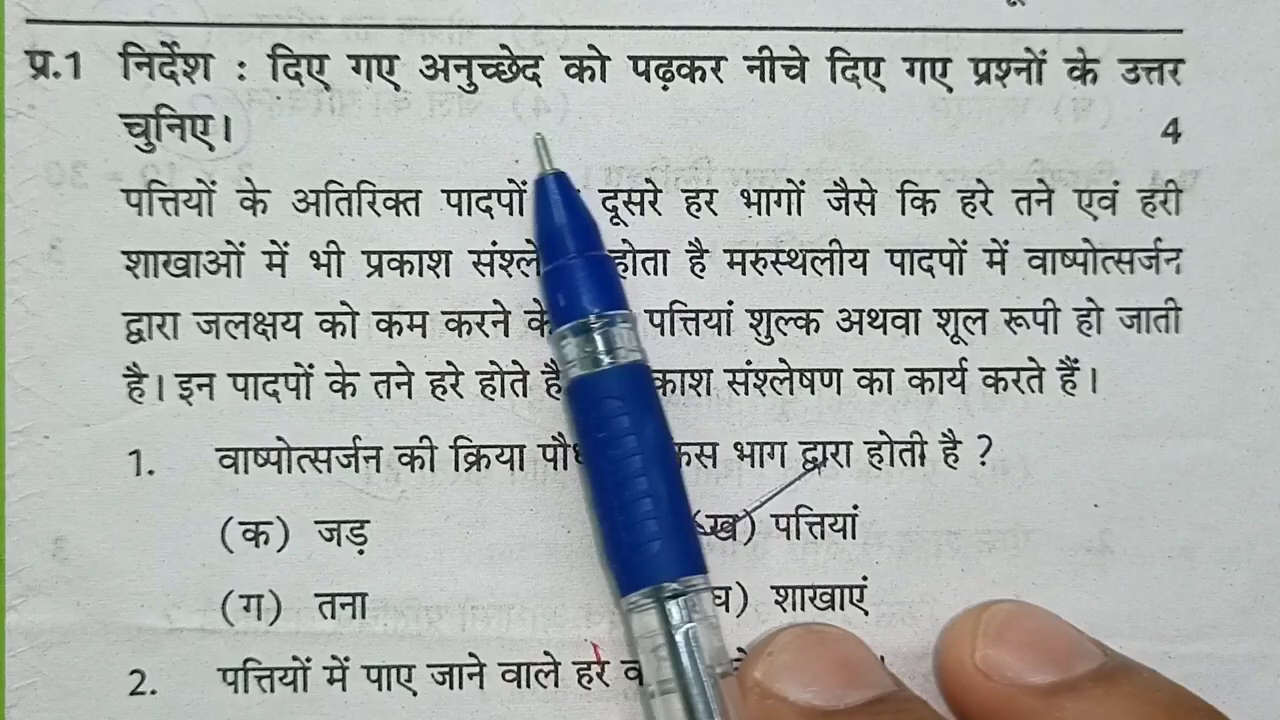 प्र.1 निर्देश : दिए गए अनुच्छेद को पढ़कर नीचे दिए गए प्रश्नों के उत्तर
चुनिए। 4
पत्तियों के अतिरिक्त पादपों दूसरे हर भागों जैसे कि हरे तने एवं हरी
शाखाओं में भी प्रकाश होता है मरुस्थलीय पादपों में वाष्पोत्सर्जन
द्वारा जलक्षय को कम करने के पत्तियां शुल्क अथवा शूल रूपी हो जाती
है। इन पादपों के तने हरे होते संश्लेषण का कार्य करते हैं।
1. वाष्पोत्सर्जन की क्रिया भाग द्वारा होती है ?
(क) जड़ (ख) पत्तियां
(ग) तना घ) शाखाएं
2. पत्तियों में पाए जाने वाले हरे